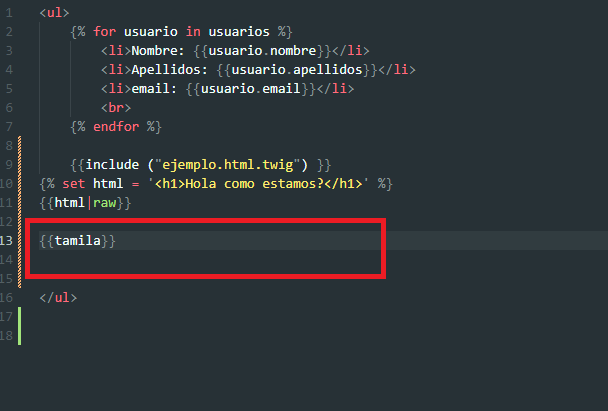 1 <ul>
2 {% for usuario in usuarios %}
3 <li>Nombre: {{usuario.nombre}}</li>
4 <li>Apellidos: {{usuario.apellidos}}</li>
5 <li>email: {{usuario.email}}</li>
6 <br>
7 {% endfor %}
8
9 {{include ("ejemplo.html.twig") }}
10 {% set html = '<h1>Hola como estamos?</h1>' %}
11 {{html|raw}}
12
13 {{tamila}}
14
15
16 </ul>
17
18